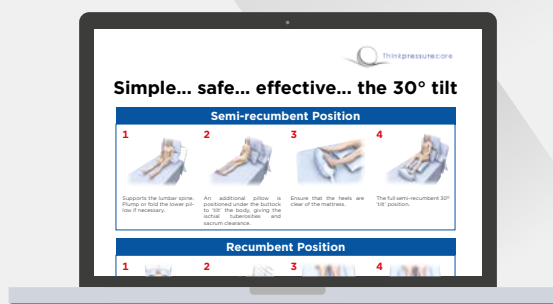 Thinkpressurecare
Simple... safe... effective... the 30° tilt
Semi-recumbent Position
1
2
3
4
Supports the lumbar spine.
Plump or fold the lower pil-
low if necessary.
An additional pillow is
positioned under the buttock
to 'tilt' the body, giving the
ischial tuberosities and
sacrum clearance.
Ensure that the heels are
clear of the mattress.
The full semi-recumbent 30°
'tilt' position.
Recumbent Position
1
2
3
4